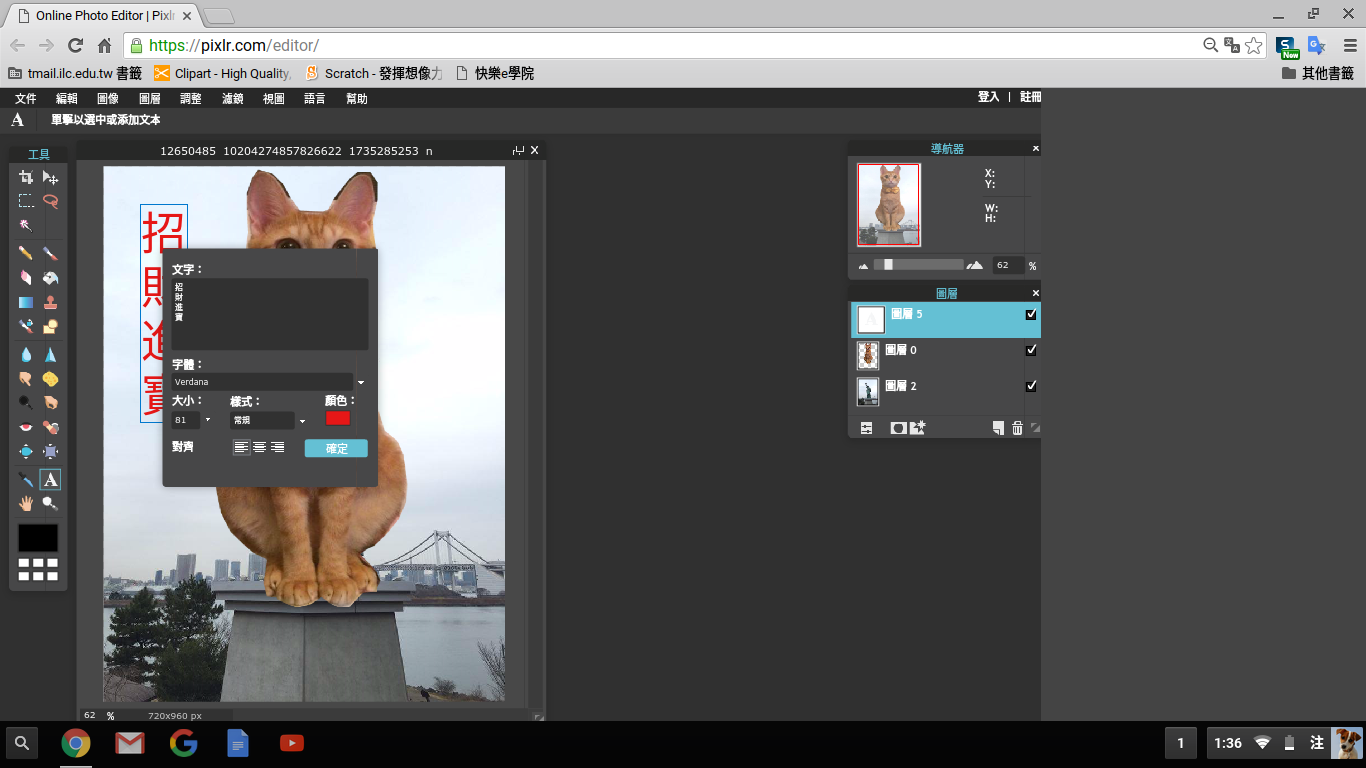 Online Photo Editor | Pixlr
https://pixlr.com/editor/
New
tmail.ilc.edu.tw 書籤
Clipart - High Quality,
Scratch - 發揮想像力
快樂e學院
其他書籤
文件 編輯 圖像 圖層 調整 濾鏡 視圖 語言 幫助
登入 | 註冊
A 單擊以選中或添加文本
工具
12650485 10204274857826622 1735285253 n
招
財
進
寶
文字：
招
財
進
寶
字體：
Verdana
大小： 樣式： 顏色：
81 常規
對齊 確定
A
62 % 720x960 px
導航器
X:
Y:
W:
H:
62 %
圖層
圖層 5
圖層 0
圖層 2
1
1:36
注